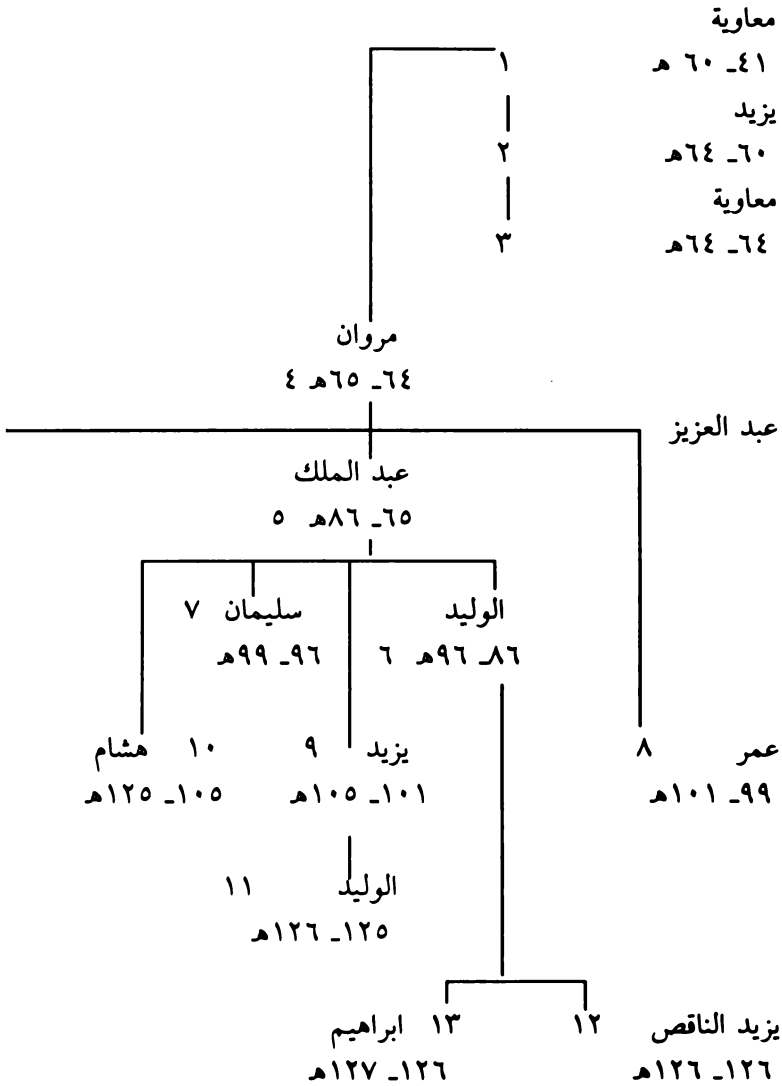 معاوية
٤١ـ ٦٠ هـ ١
يزيد
٦٠ـ ٦٤هـ ٢
معاوية
٦٤ـ ٦٤هـ ٣
مروان
٦٤ـ ٦٥هـ ٤
عبد العزيز
عبد الملك
٦٥ـ ٨٦هـ ٥
الوليد سليمان ٧
٨٦ـ ٩٦هـ ٦ ٩٦ـ ٩٩هـ
عمر ٨ يزيد ٩ ١٠ هشام
٩٩ـ ١٠١هـ ١٠١ـ ١٠٥هـ ١٠٥ـ ١٢٥هـ
الوليد ١١
١٢٥ـ ١٢٦هـ
يزيد الناقص ١٢ ١٣ ابراهيم
١٢٦ـ ١٢٦هـ ١٢٦ـ ١٢٧هـ